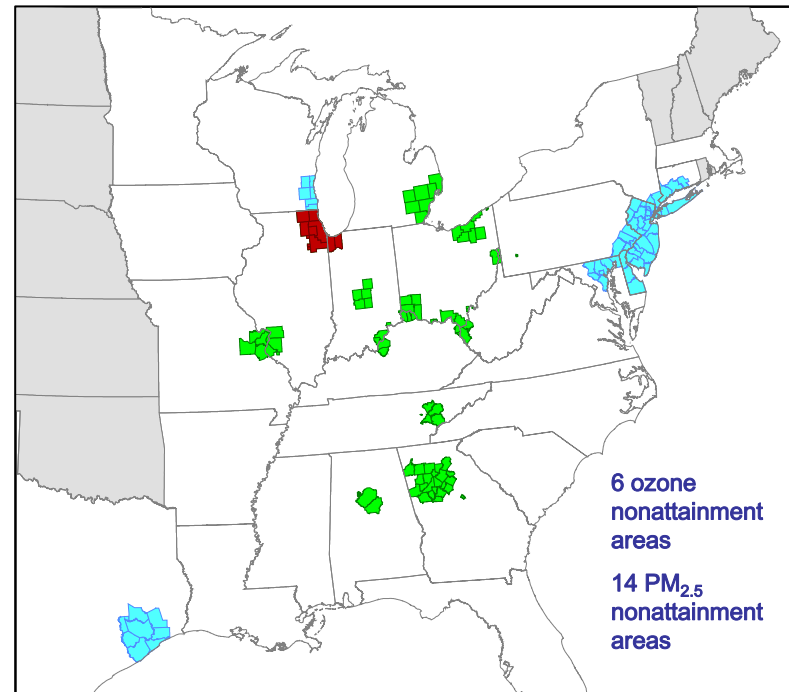 6 ozone
nonattainment
areas
14 PM₂.₅
nonattainment
areas